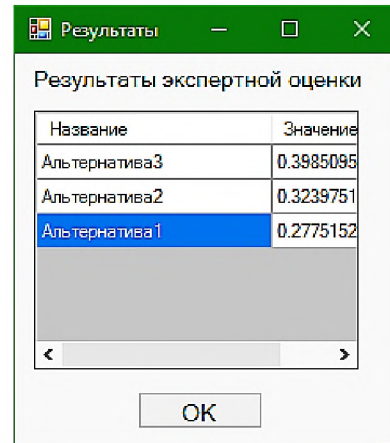 Результаты
Результаты экспертной оценки
Название Значение
Альтернатива3 0.3985095
Альтернатива2 0.3239751
Альтернатива1 0.2775152
OK